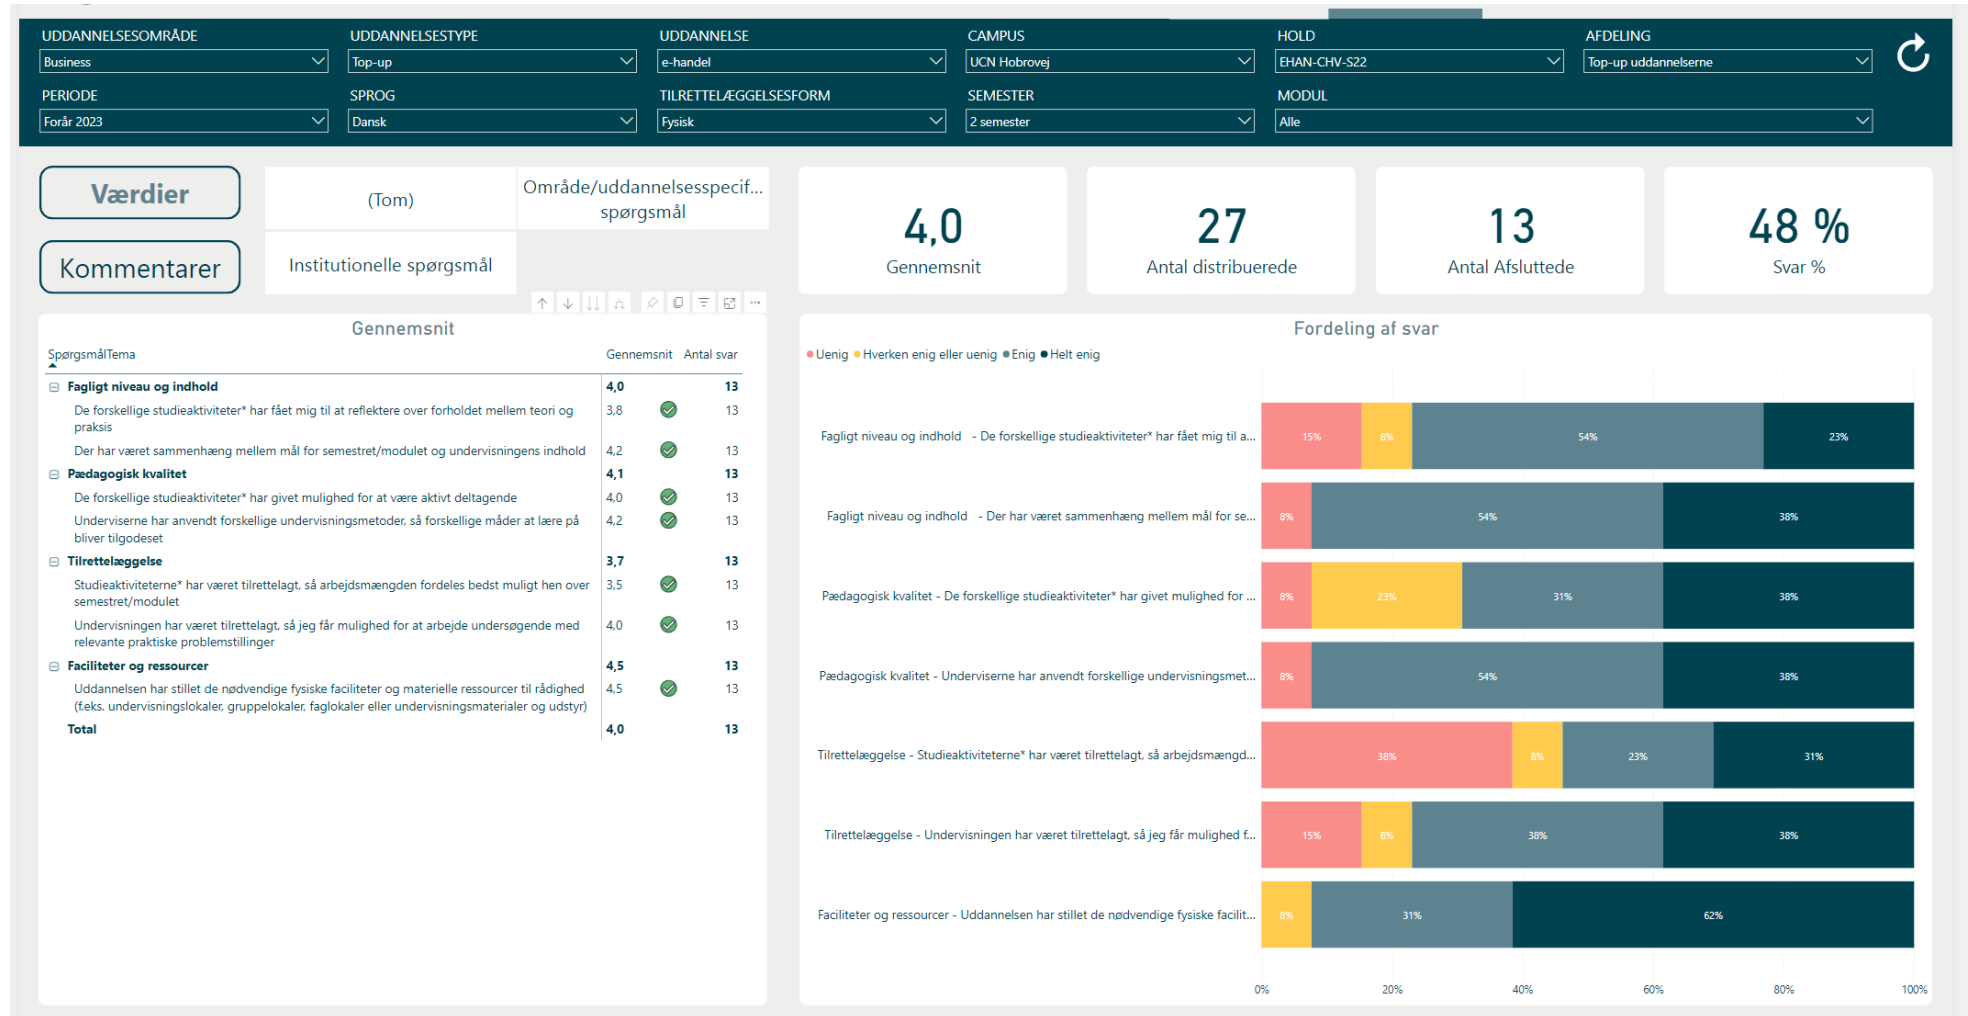 UDDANNELSESOMRÅDE
Business
UDDANNELSESTYPE
Top-up
UDDANNELSE
e-handel
CAMPUS
UCN Hobrovej
HOLD
EHAN-CHV-S22
AFDELING
Top-up uddannelserne
PERIODE
Forår 2023
SPROG
Dansk
TILRETTELÆGGELSESFORM
Fysisk
SEMESTER
2 semester
MODUL
Alle
Værdier
Kommentarer
(Tom)
Område/uddannelsesspecif...
spørgsmål
Institutionelle spørgsmål
4,0
Gennemsnit
27
Antal distribuerede
13
Antal Afsluttede
48 %
Svar %
Gennemsnit
SpørgsmålTema Gennemsnit Antal svar
Fagligt niveau og indhold 4,0 13
De forskellige studieaktiviteter* har fået mig til at reflektere over forholdet mellem teori og 3,8 13
praksis
Der har været sammenhæng mellem mål for semestret/modulet og undervisningens indhold 4,2 13
Pædagogisk kvalitet 4,1 13
De forskellige studieaktiviteter* har givet mulighed for at være aktivt deltagende 4,0 13
Underviserne har anvendt forskellige undervisningsmetoder, så forskellige måder at lære på 4,2 13
bliver tilgodeset
Tilrettelæggelse 3,7 13
Studieaktiviteterne* har været tilrettelagt, så arbejdsmængden fordeles bedst muligt hen over 3,5 13
semestret/modulet
Undervisningen har været tilrettelagt, så jeg får mulighed for at arbejde undersøgende med 4,0 13
relevante praktiske problemstillinger
Faciliteter og ressourcer 4,5 13
Uddannelsen har stillet de nødvendige fysiske faciliteter og materielle ressourcer til rådighed 4,5 13
(f.eks. undervisningslokaler, gruppelokaler, faglokaler eller undervisningsmaterialer og udstyr)
Total 4,0 13
Fordeling af svar
Uenig Hverken enig eller uenig Enig Helt enig
Fagligt niveau og indhold - De forskellige studieaktiviteter* har fået mig til a... 15% 8% 54% 23%
Fagligt niveau og indhold - Der har været sammenhæng mellem mål for se... 8% 54% 38%
Pædagogisk kvalitet - De forskellige studieaktiviteter* har givet mulighed for ... 8% 23% 31% 38%
Pædagogisk kvalitet - Underviserne har anvendt forskellige undervisningsmet... 8% 54% 38%
Tilrettelæggelse - Studieaktiviteterne* har været tilrettelagt, så arbejdsmængd... 38% 8% 23% 31%
Tilrettelæggelse - Undervisningen har været tilrettelagt, så jeg får mulighed f... 15% 8% 38% 38%
Faciliteter og ressourcer - Uddannelsen har stillet de nødvendige fysiske facilit... 8% 31% 62%
0% 20% 40% 60% 80% 100%